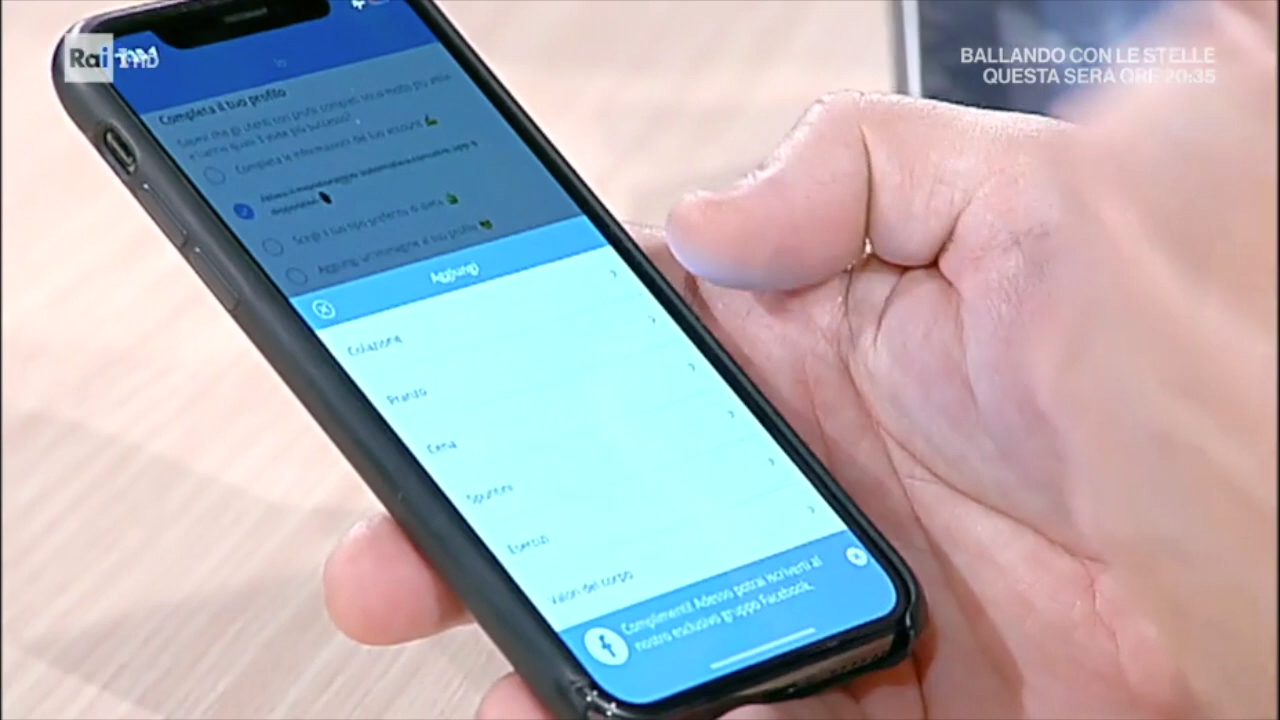 Rai 1 HD
BALLANDO CON LE STELLE
QUESTA SERA ORE 20:35
Completa il tuo profilo
Completa le informazioni del tuo account
Scegli il tuo tipo preferito di dieta
Aggiungi un'immagine al tuo profilo
Aggiungi
Colazione
Pranzo
Cena
Spuntini
Esercizi
Valori del corpo
Complimenti! Adesso potrai iscriverti al
nostro esclusivo gruppo Facebook.